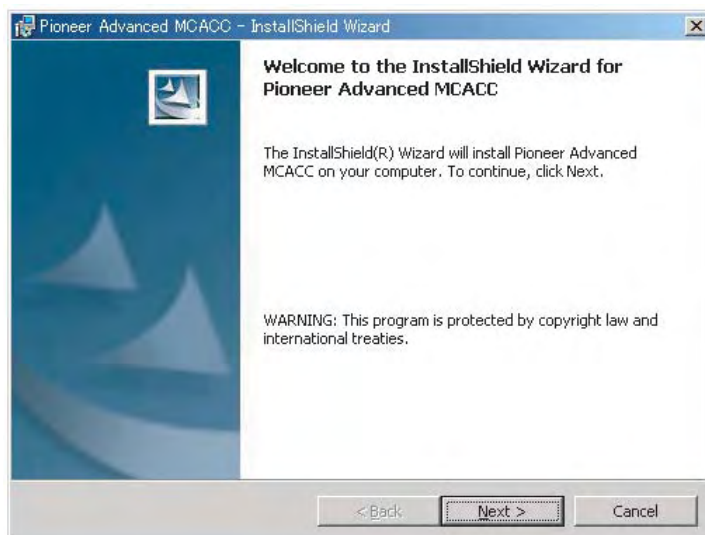 Pioneer Advanced MCACC - InstallShield Wizard
Welcome to the InstallShield Wizard for
Pioneer Advanced MCACC
The InstallShield(R) Wizard will install Pioneer Advanced
MCACC on your computer. To continue, click Next.
WARNING: This program is protected by copyright law and
international treaties.
< Back
Next >
Cancel